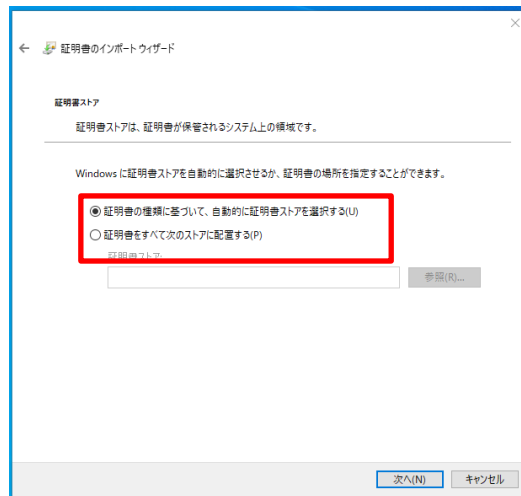 証明書のインポート ウィザード
証明書ストア
証明書ストアは、証明書が保管されるシステム上の領域です。
Windows に証明書ストアを自動的に選択させるか、証明書の場所を指定することができます。
証明書の種類に基づいて、自動的に証明書ストアを選択する(U)
証明書をすべて次のストアに配置する(P)
証明書ストア:
参照(R)...
次へ(N)
キャンセル